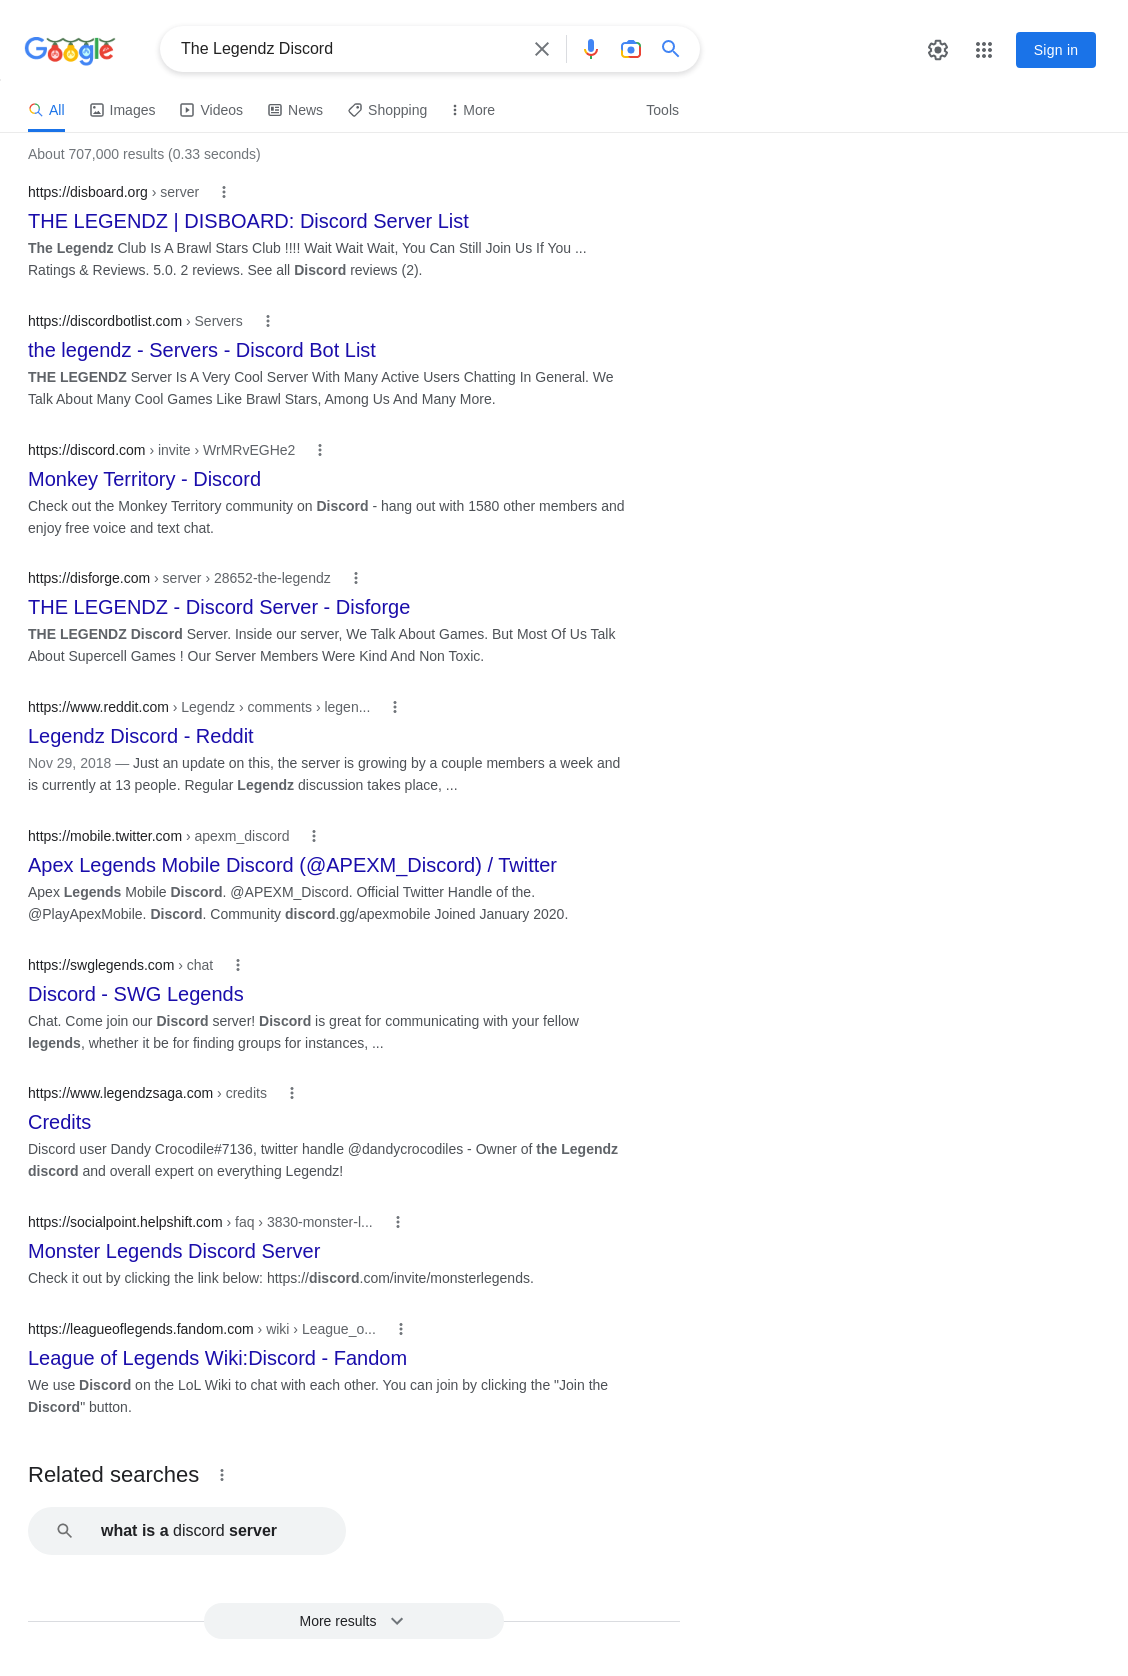 Google
The Legendz Discord
Sign in
All Images Videos News Shopping More Tools
About 707,000 results (0.33 seconds)
https://disboard.org › server
THE LEGENDZ | DISBOARD: Discord Server List
The Legendz Club Is A Brawl Stars Club !!!! Wait Wait Wait, You Can Still Join Us If You ...
Ratings & Reviews. 5.0. 2 reviews. See all Discord reviews (2).
https://discordbotlist.com › Servers
the legendz - Servers - Discord Bot List
THE LEGENDZ Server Is A Very Cool Server With Many Active Users Chatting In General. We
Talk About Many Cool Games Like Brawl Stars, Among Us And Many More.
https://discord.com › invite › WrMRvEGHe2
Monkey Territory - Discord
Check out the Monkey Territory community on Discord - hang out with 1580 other members and
enjoy free voice and text chat.
https://disforge.com › server › 28652-the-legendz
THE LEGENDZ - Discord Server - Disforge
THE LEGENDZ Discord Server. Inside our server, We Talk About Games. But Most Of Us Talk
About Supercell Games ! Our Server Members Were Kind And Non Toxic.
https://www.reddit.com › Legendz › comments › legen...
Legendz Discord - Reddit
Nov 29, 2018 — Just an update on this, the server is growing by a couple members a week and
is currently at 13 people. Regular Legendz discussion takes place, ...
https://mobile.twitter.com › apexm_discord
Apex Legends Mobile Discord (@APEXM_Discord) / Twitter
Apex Legends Mobile Discord. @APEXM_Discord. Official Twitter Handle of the.
@PlayApexMobile. Discord. Community discord.gg/apexmobile Joined January 2020.
https://swglegends.com › chat
Discord - SWG Legends
Chat. Come join our Discord server! Discord is great for communicating with your fellow
legends, whether it be for finding groups for instances, ...
https://www.legendzsaga.com › credits
Credits
Discord user Dandy Crocodile#7136, twitter handle @dandycrocodiles - Owner of the Legendz
discord and overall expert on everything Legendz!
https://socialpoint.helpshift.com › faq › 3830-monster-l...
Monster Legends Discord Server
Check it out by clicking the link below: https://discord.com/invite/monsterlegends.
https://leagueoflegends.fandom.com › wiki › League_o...
League of Legends Wiki:Discord - Fandom
We use Discord on the LoL Wiki to chat with each other. You can join by clicking the "Join the
Discord" button.
Related searches
what is a discord server
More results